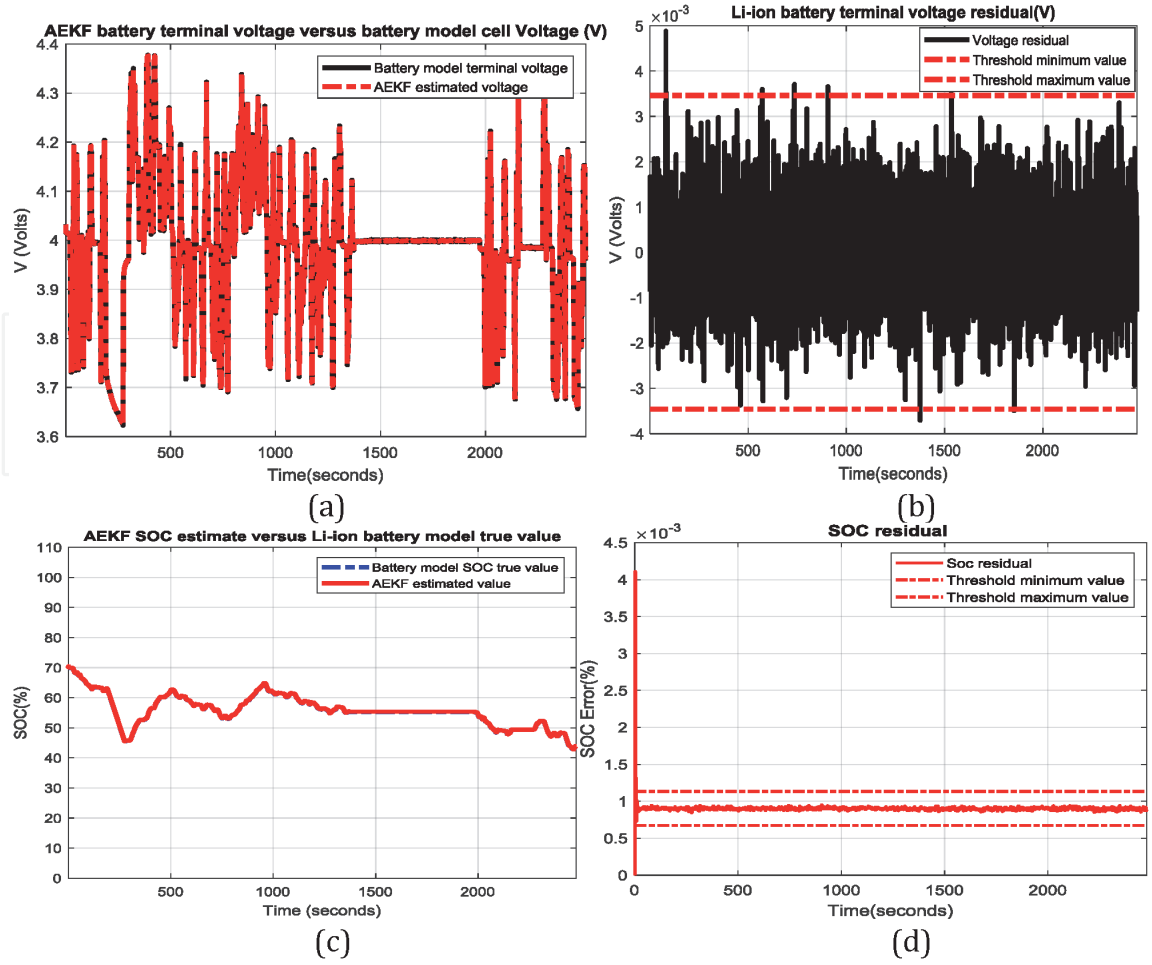 AEKF battery terminal voltage versus battery model cell Voltage (V)
Battery model terminal voltage
AEKF estimated voltage
4.4
4.3
4.2
4.1
4
3.9
3.8
3.7
3.6
V (Volts)
500
1000
1500
2000
Time(seconds)
(a)
Li-ion battery terminal voltage residual(V)
×10-3
Voltage residual
Threshold minimum value
Threshold maximum value
5
4
3
2
1
0
-1
-2
-3
-4
V (Volts)
500
1000
1500
2000
Time(seconds)
(b)
AEKF SOC estimate versus Li-ion battery model true value
Battery model SOC true value
AEKF estimated value
110
100
90
80
70
60
50
40
30
20
10
0
SOC(%)
500
1000
1500
2000
Time (seconds)
(c)
SOC residual
×10-3
Soc residual
Threshold minimum value
Threshold maximum value
4.5
4
3.5
3
2.5
2
1.5
1
0.5
0
SOC Error(%)
0
500
1000
1500
2000
Time(seconds)
(d)